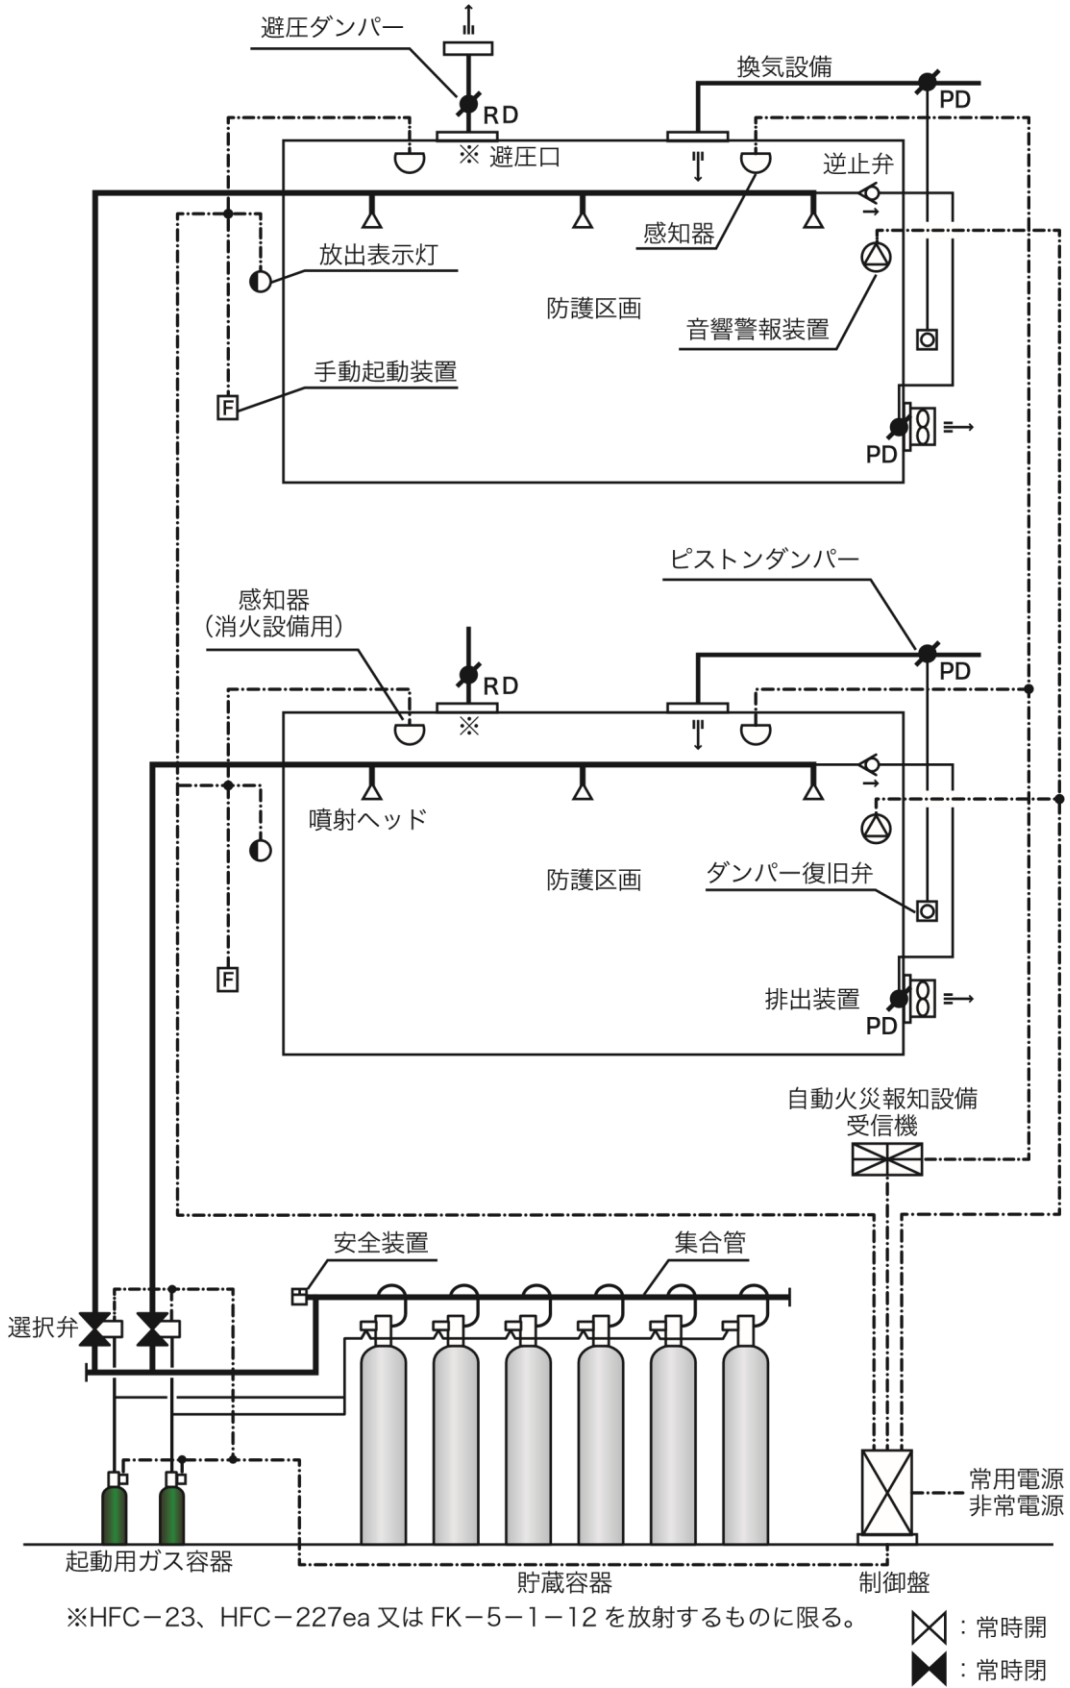 避圧ダンパー
換気設備
RD
PD
※ 避圧口
逆止弁
感知器
放出表示灯
防護区画
音響警報装置
手動起動装置
F
PD
ピストンダンパー
感知器
（消火設備用）
RD
PD
※
噴射ヘッド
防護区画
ダンパー復旧弁
F
排出装置
PD
自動火災報知設備
受信機
安全装置
集合管
選択弁
常用電源
非常電源
起動用ガス容器
貯蔵容器
制御盤
※HFC－23、HFC－227ea 又は FK－5－1－12 を放射するものに限る。
：常時開
：常時閉